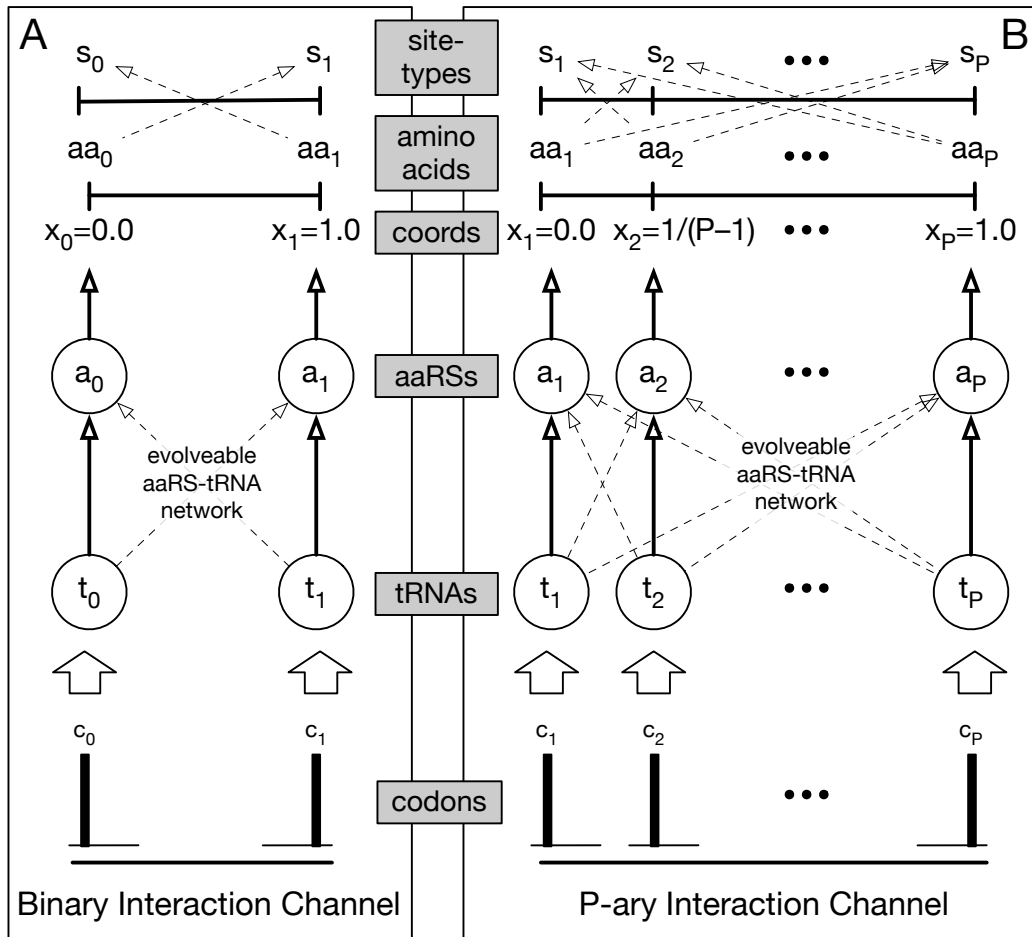 A
site-
types
B
s0
s1
s1
s2
•••
sP
aa0
aa1
amino
acids
aa1
aa2
•••
aaP
x0=0.0
x1=1.0
coords
x1=0.0
x2=1/(P–1)
•••
xP=1.0
a0
a1
aaRSs
a1
a2
•••
aP
evolveable
aaRS-tRNA
network
evolveable
aaRS-tRNA
network
t0
t1
tRNAs
t1
t2
•••
tP
c0
c1
c1
c2
cP
codons
•••
Binary Interaction Channel
P-ary Interaction Channel